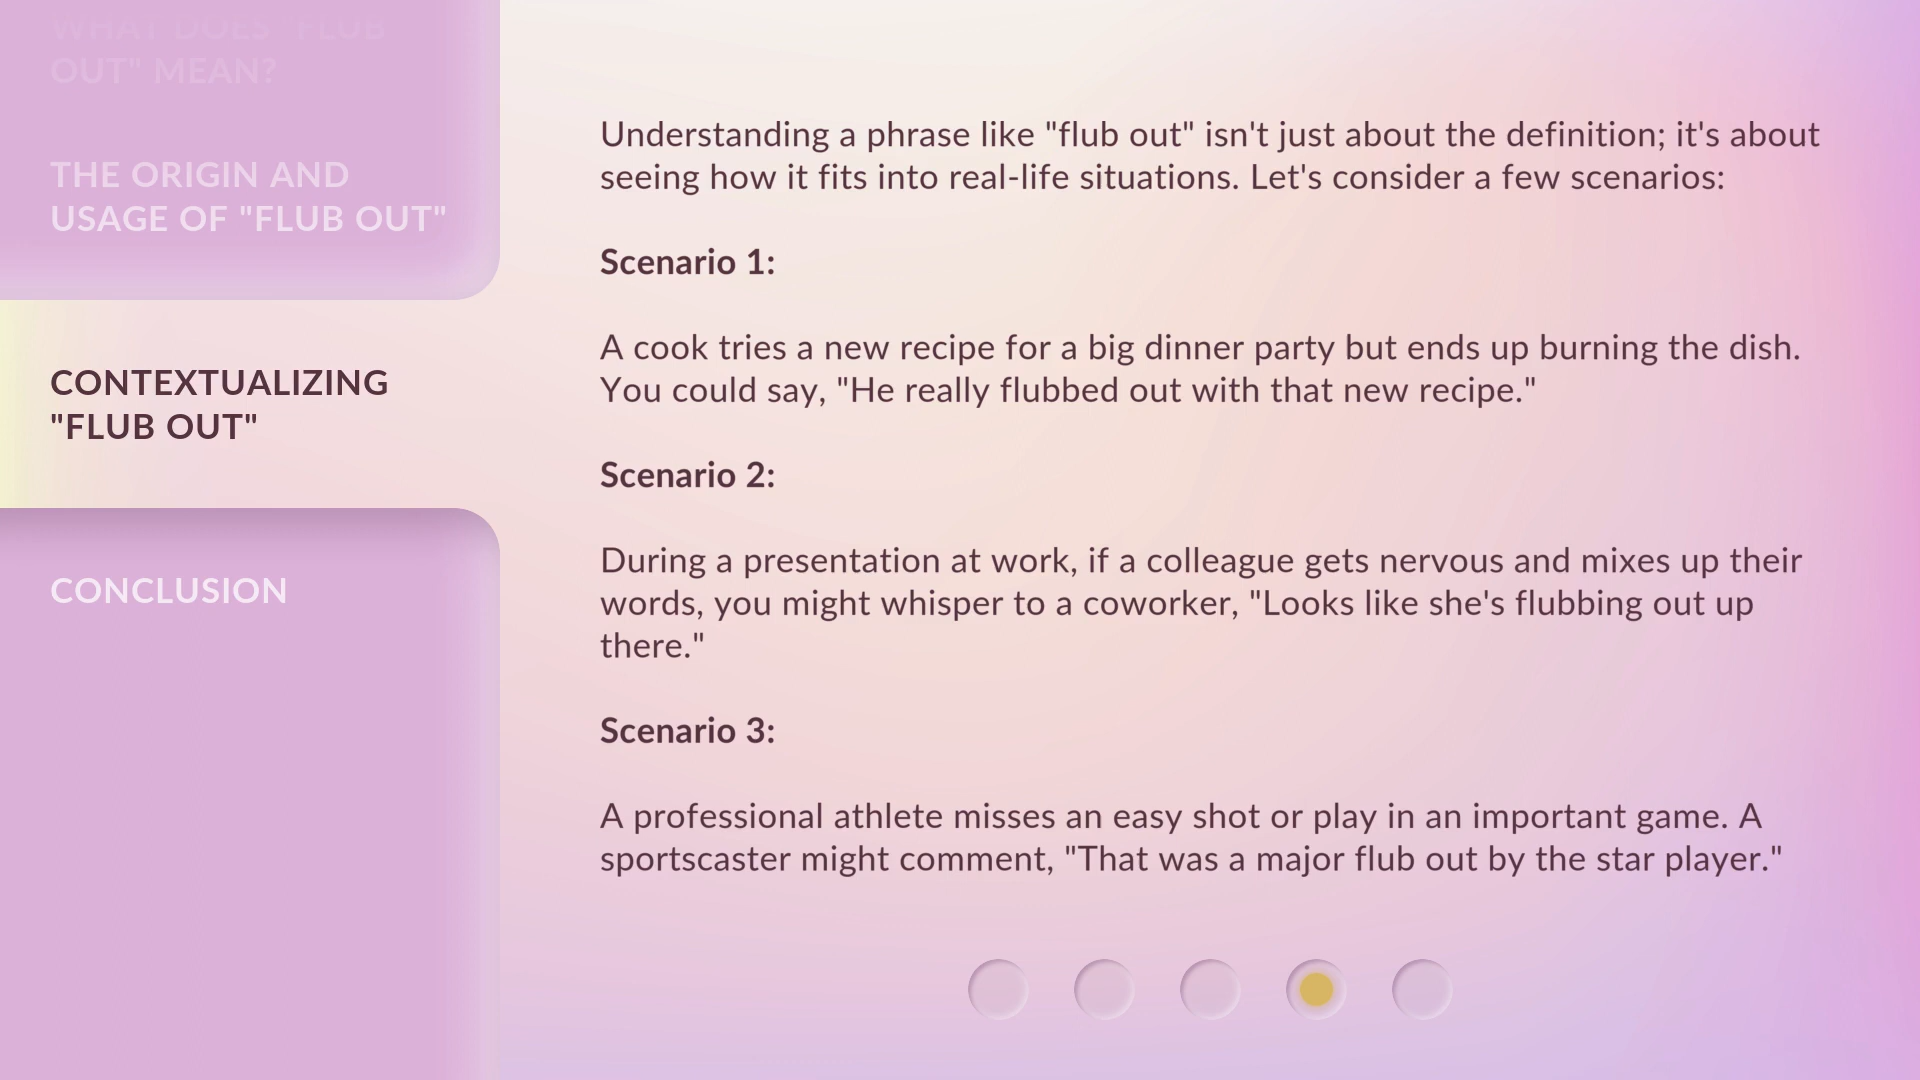 WHAT DOES "FLUB
OUT" MEAN?
THE ORIGIN AND
USAGE OF "FLUB OUT"
CONTEXTUALIZING
"FLUB OUT"
CONCLUSION
Understanding a phrase like "flub out" isn't just about the definition; it's about
seeing how it fits into real-life situations. Let's consider a few scenarios:
Scenario 1:
A cook tries a new recipe for a big dinner party but ends up burning the dish.
You could say, "He really flubbed out with that new recipe."
Scenario 2:
During a presentation at work, if a colleague gets nervous and mixes up their
words, you might whisper to a coworker, "Looks like she's flubbing out up
there."
Scenario 3:
A professional athlete misses an easy shot or play in an important game. A
sportscaster might comment, "That was a major flub out by the star player."